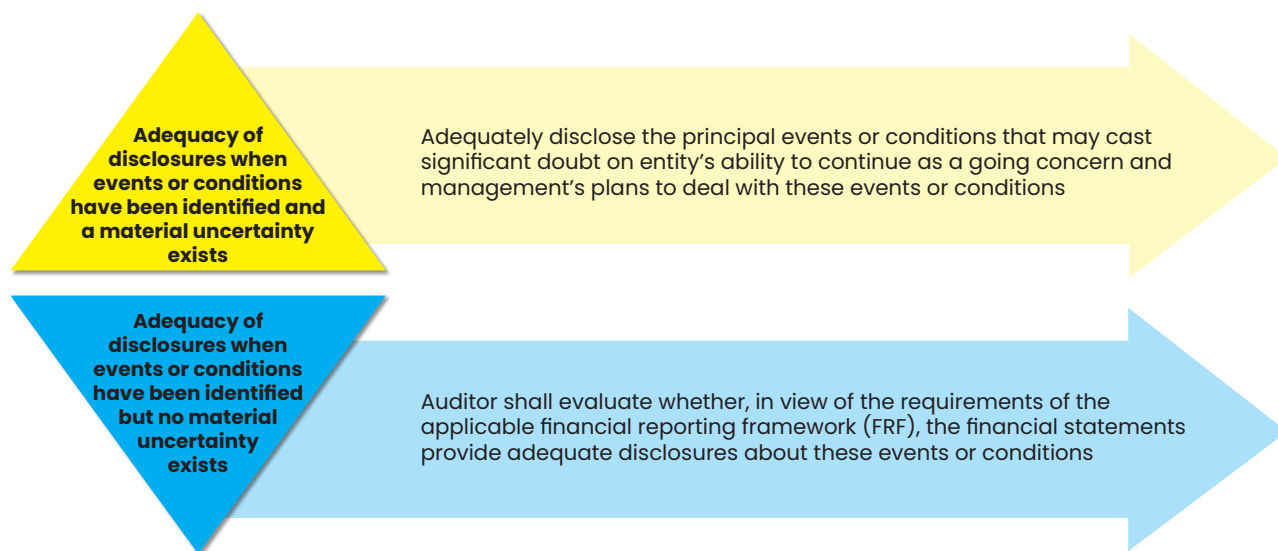 Adequacy of
disclosures when
events or conditions
have been identified and
a material uncertainty
exists
Adequately disclose the principal events or conditions that may cast
significant doubt on entity's ability to continue as a going concern and
management's plans to deal with these events or conditions
Adequacy of
disclosures when
events or conditions
have been identified
but no material
uncertainty
exists
Auditor shall evaluate whether, in view of the requirements of the
applicable financial reporting framework (FRF), the financial statements
provide adequate disclosures about these events or conditions